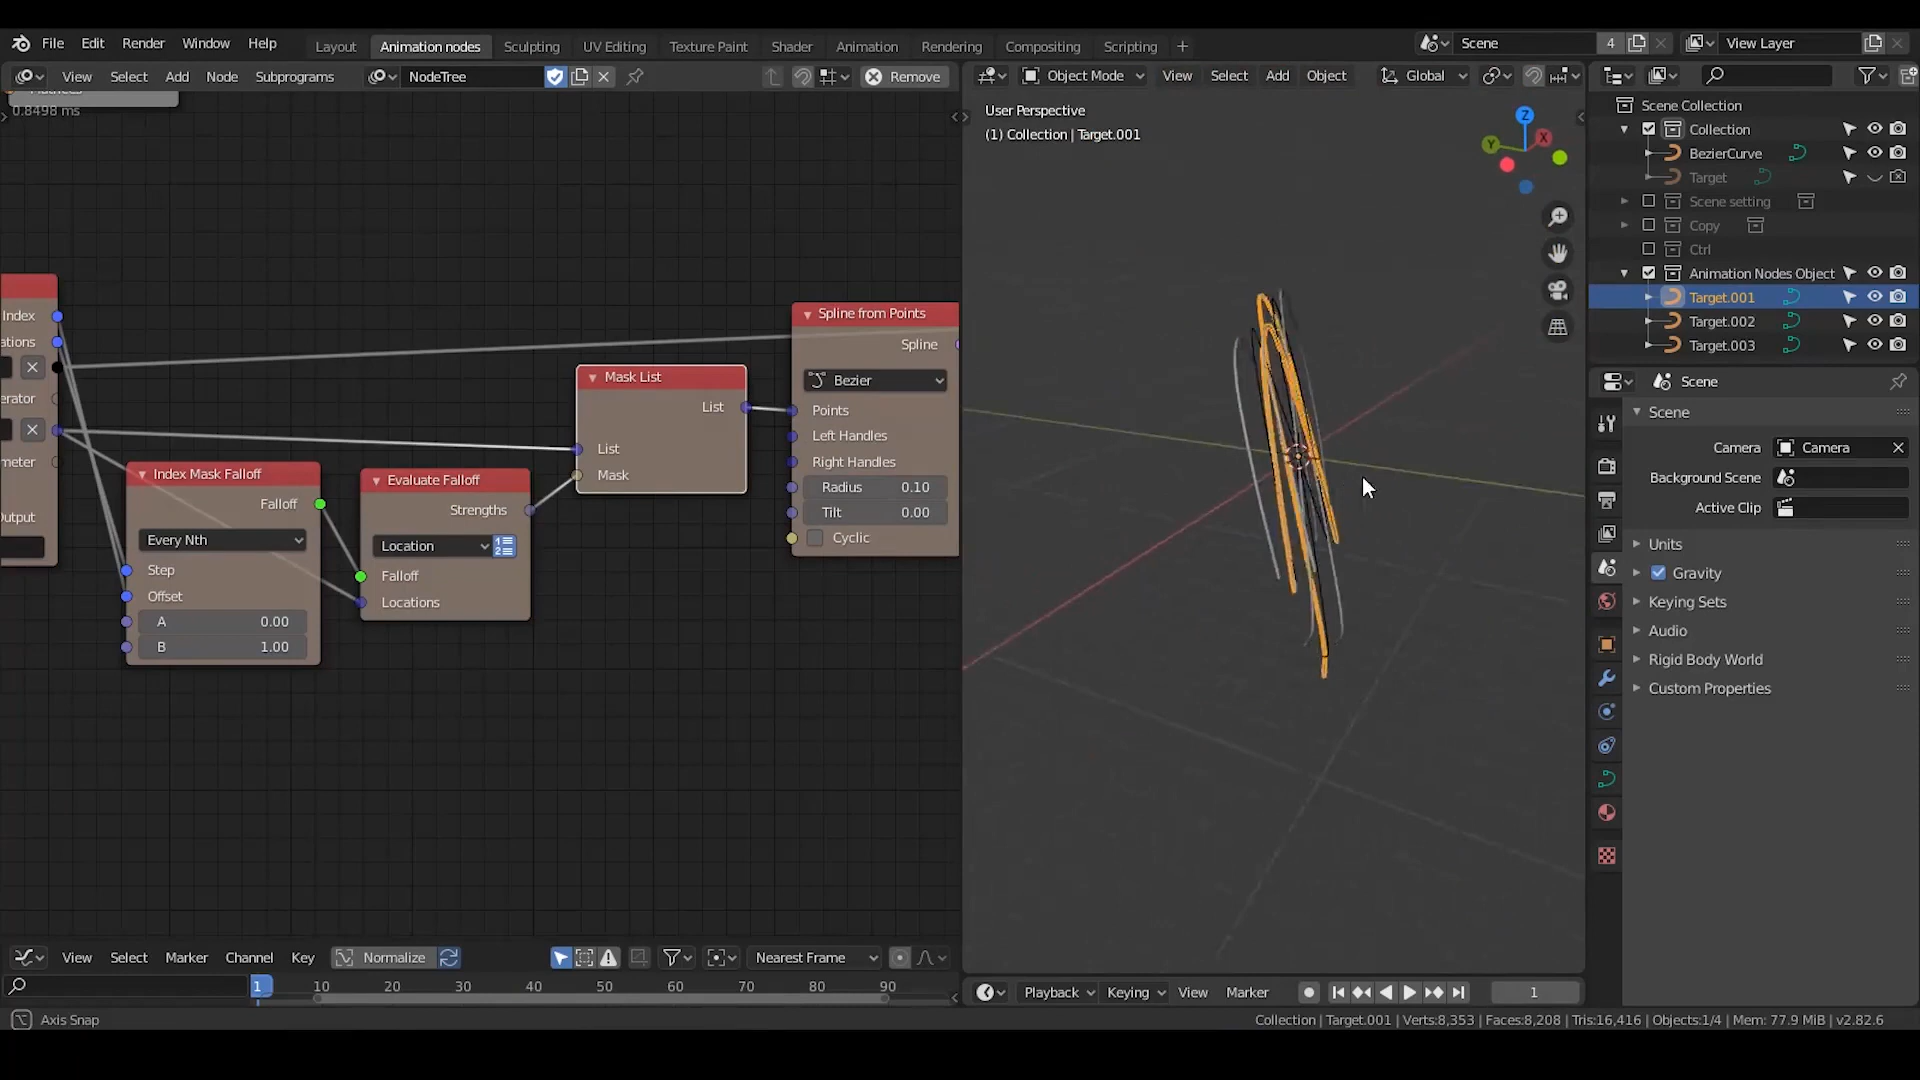 File Edit Render Window Help Layout Animation nodes Sculpting UV Editing Texture Paint Shader Animation Rendering Compositing Scripting + Scene 4 View Layer
View Select Add Node Subprograms NodeTree Remove
Object Mode View Select Add Object Global
0.8498 ms
User Perspective
(1) Collection | Target.001
Z
X
Y
Scene Collection
Collection
BezierCurve
Target
Scene setting
Copy
Ctrl
Animation Nodes Object
Target.001
Target.002
Target.003
Index
Mask List
List
List
Mask
Spline from Points
Spline
Bezier
Points
Left Handles
Right Handles
Radius 0.10
Tilt 0.00
Cyclic
Index Mask Falloff
Falloff
Every Nth
Step
Offset
A 0.00
B 1.00
Evaluate Falloff
Strengths
Location
Falloff
Locations
Scene
Scene
Camera Camera
Background Scene
Active Clip
Units
Gravity
Keying Sets
Audio
Rigid Body World
Custom Properties
View Select Marker Channel Key Normalize Nearest Frame
1 10 20 30 40 50 60 70 80 90
Playback Keying View Marker 1
Axis Snap
Collection | Target.001 | Verts:8,353 | Faces:8,208 | Tris:16,416 | Objects:1/4 | Mem: 77.9 MiB | v2.82.6